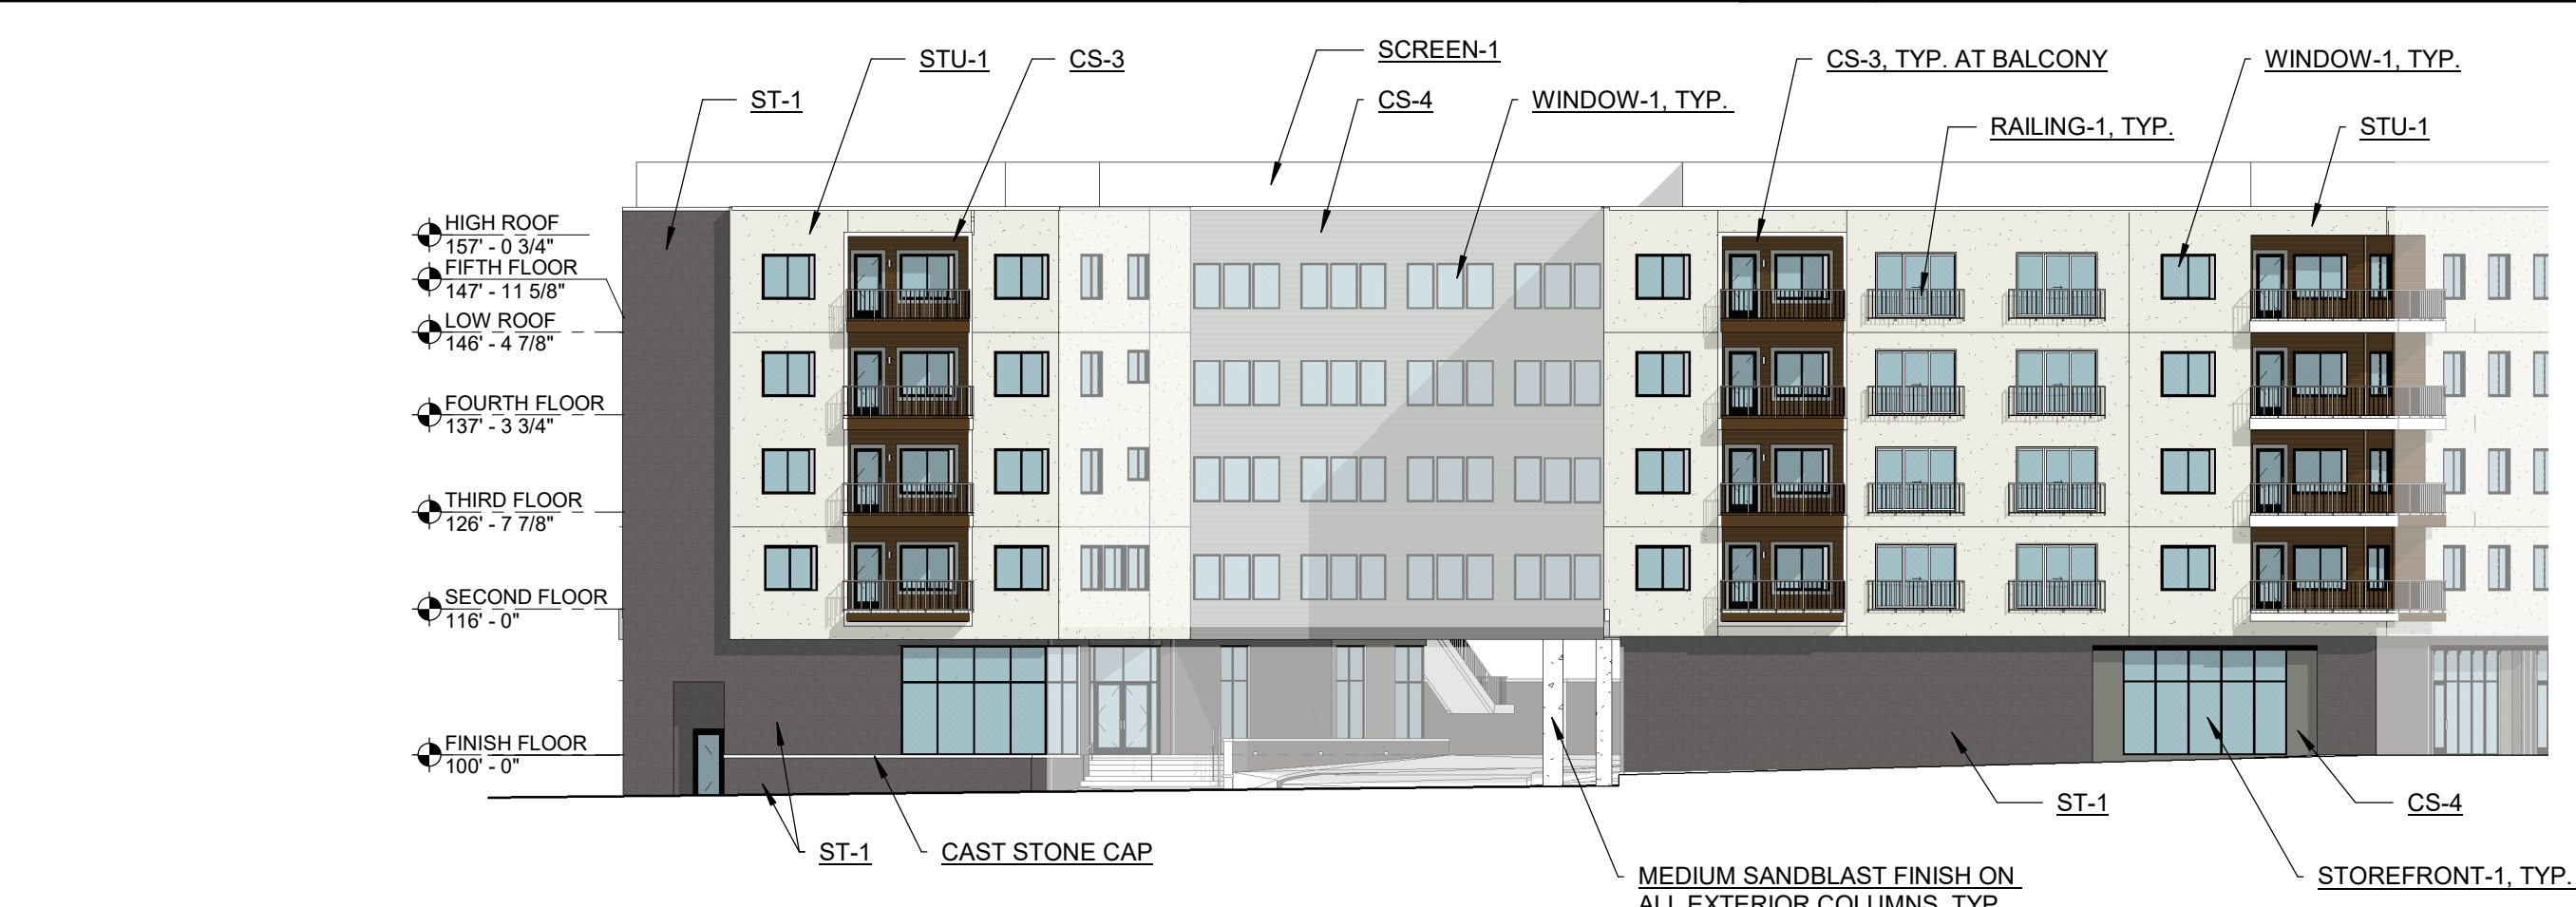 SCREEN-1
STU-1
CS-3
CS-3, TYP. AT BALCONY
WINDOW-1, TYP.
ST-1
CS-4
WINDOW-1, TYP.
RAILING-1, TYP.
STU-1
HIGH ROOF
157' - 0 3/4"
FIFTH FLOOR
147' - 11 5/8"
LOW ROOF
146' - 4 7/8"
FOURTH FLOOR
137' - 3 3/4"
THIRD FLOOR
126' - 7 7/8"
SECOND FLOOR
116' - 0"
FINISH FLOOR
100' - 0"
ST-1
CS-4
ST-1
CAST STONE CAP
MEDIUM SANDBLAST FINISH ON
ALL EXTERIOR COLUMNS, TYP.
STOREFRONT-1, TYP.